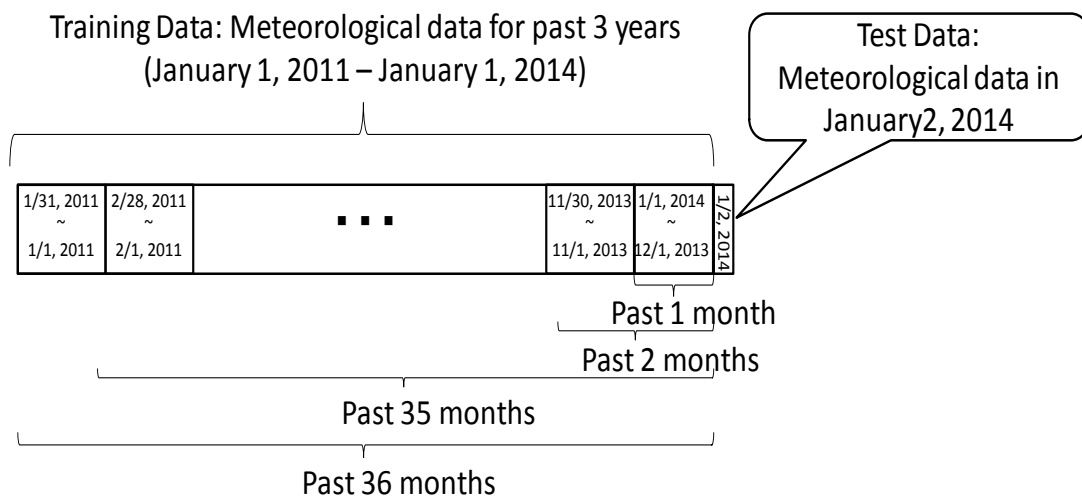 Training Data: Meteorological data for past 3 years
(January 1, 2011 – January 1, 2014)
Test Data:
Meteorological data in
January2, 2014
1/31, 2011
~
1/1, 2011
2/28, 2011
~
2/1, 2011
...
11/30, 2013
~
11/1, 2013
1/1, 2014
~
12/1, 2013
1/2, 2014
Past 1 month
Past 2 months
Past 35 months
Past 36 months